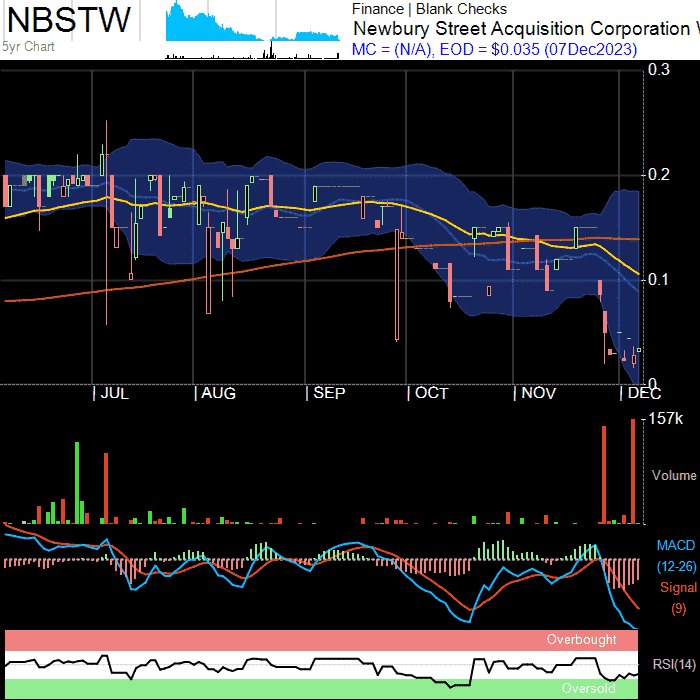 NBSTW
5yr Chart
Finance | Blank Checks
Newbury Street Acquisition Corporation W
MC = (N/A), EOD = $0.035 (07Dec2023)
0.3
0.2
0.1
0
JUL
AUG
SEP
OCT
NOV
DEC
157k
Volume
MACD
(12-26)
Signal
(9)
Overbought
RSI(14)
Oversold